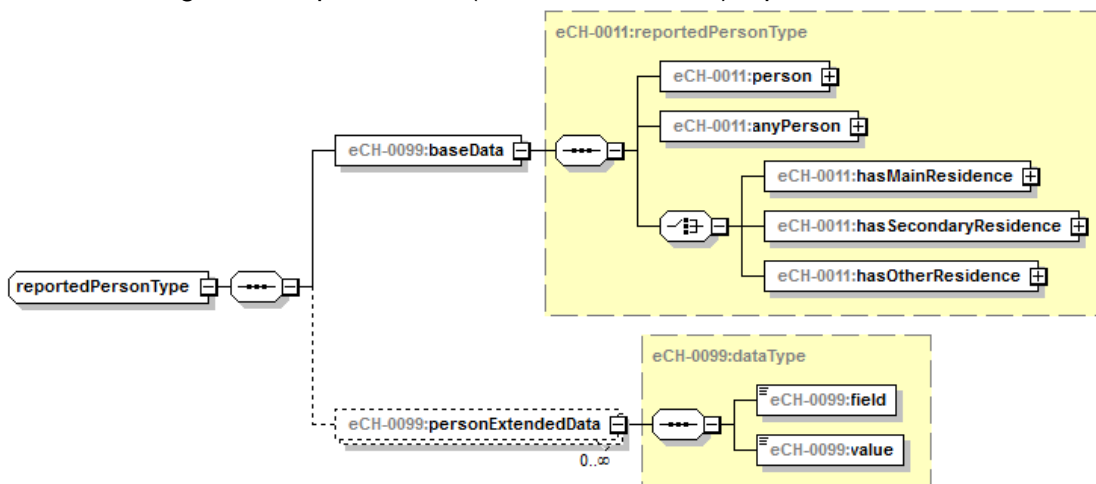 eCH-0011:reportedPersonType
eCH-0011:person
eCH-0011:anyPerson
eCH-0099:baseData
eCH-0011:hasMainResidence
eCH-0011:hasSecondaryResidence
eCH-0011:hasOtherResidence
reportedPersonType
eCH-0099:dataType
eCH-0099:field
eCH-0099:personExtendedData
0..∞
eCH-0099:value